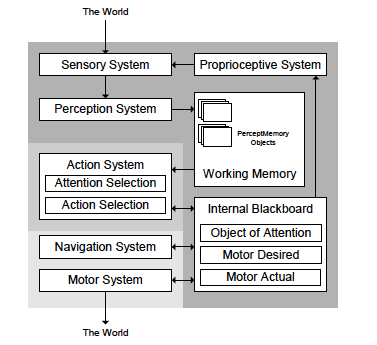 The World
Sensory System
Proprioceptive System
Perception System
PerceptMemory
Objects
Working Memory
Action System
Attention Selection
Action Selection
Internal Blackboard
Object of Attention
Motor Desired
Motor Actual
Navigation System
Motor System
The World